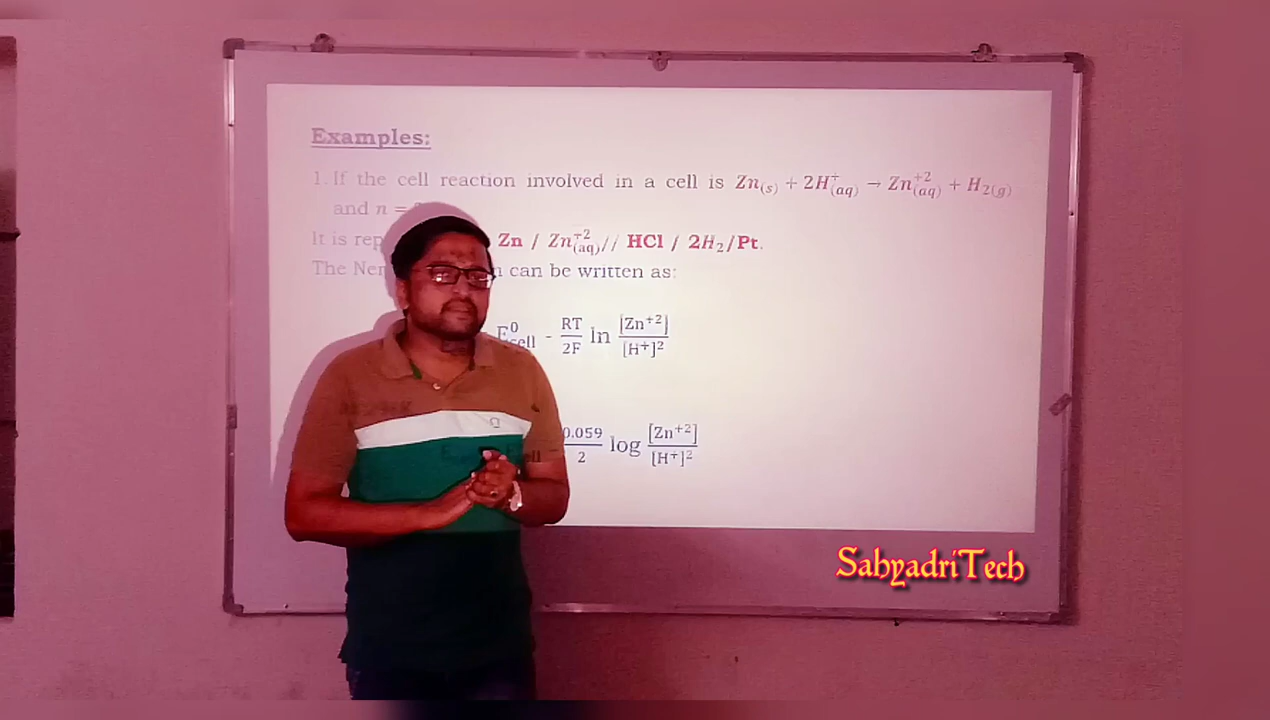 Examples:
1. If the cell reaction involved in a cell is Zn(s) + 2H⁺(aq) → Zn⁺²(aq) + H₂(g)
and n =
It is Zn / Zn⁺²(aq)// HCl / 2H₂/Pt.
The can be written as:
E⁰cell - RT/2F ln [Zn⁺²]/[H⁺]²
0.059/2 log [Zn⁺²]/[H⁺]²
SahyadriTech